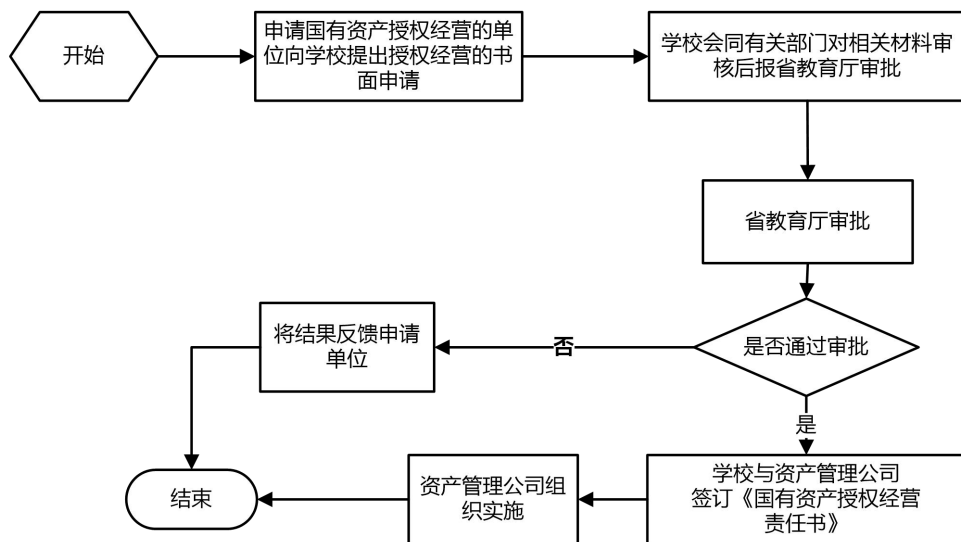 开始
申请国有资产授权经营的单
位向学校提出授权经营的书
面申请
学校会同有关部门对相关材料审
核后报省教育厅审批
省教育厅审批
是否通过审批
否
将结果反馈申请
单位
是
学校与资产管理公司
签订《国有资产授权经营
责任书》
资产管理公司组
织实施
结束